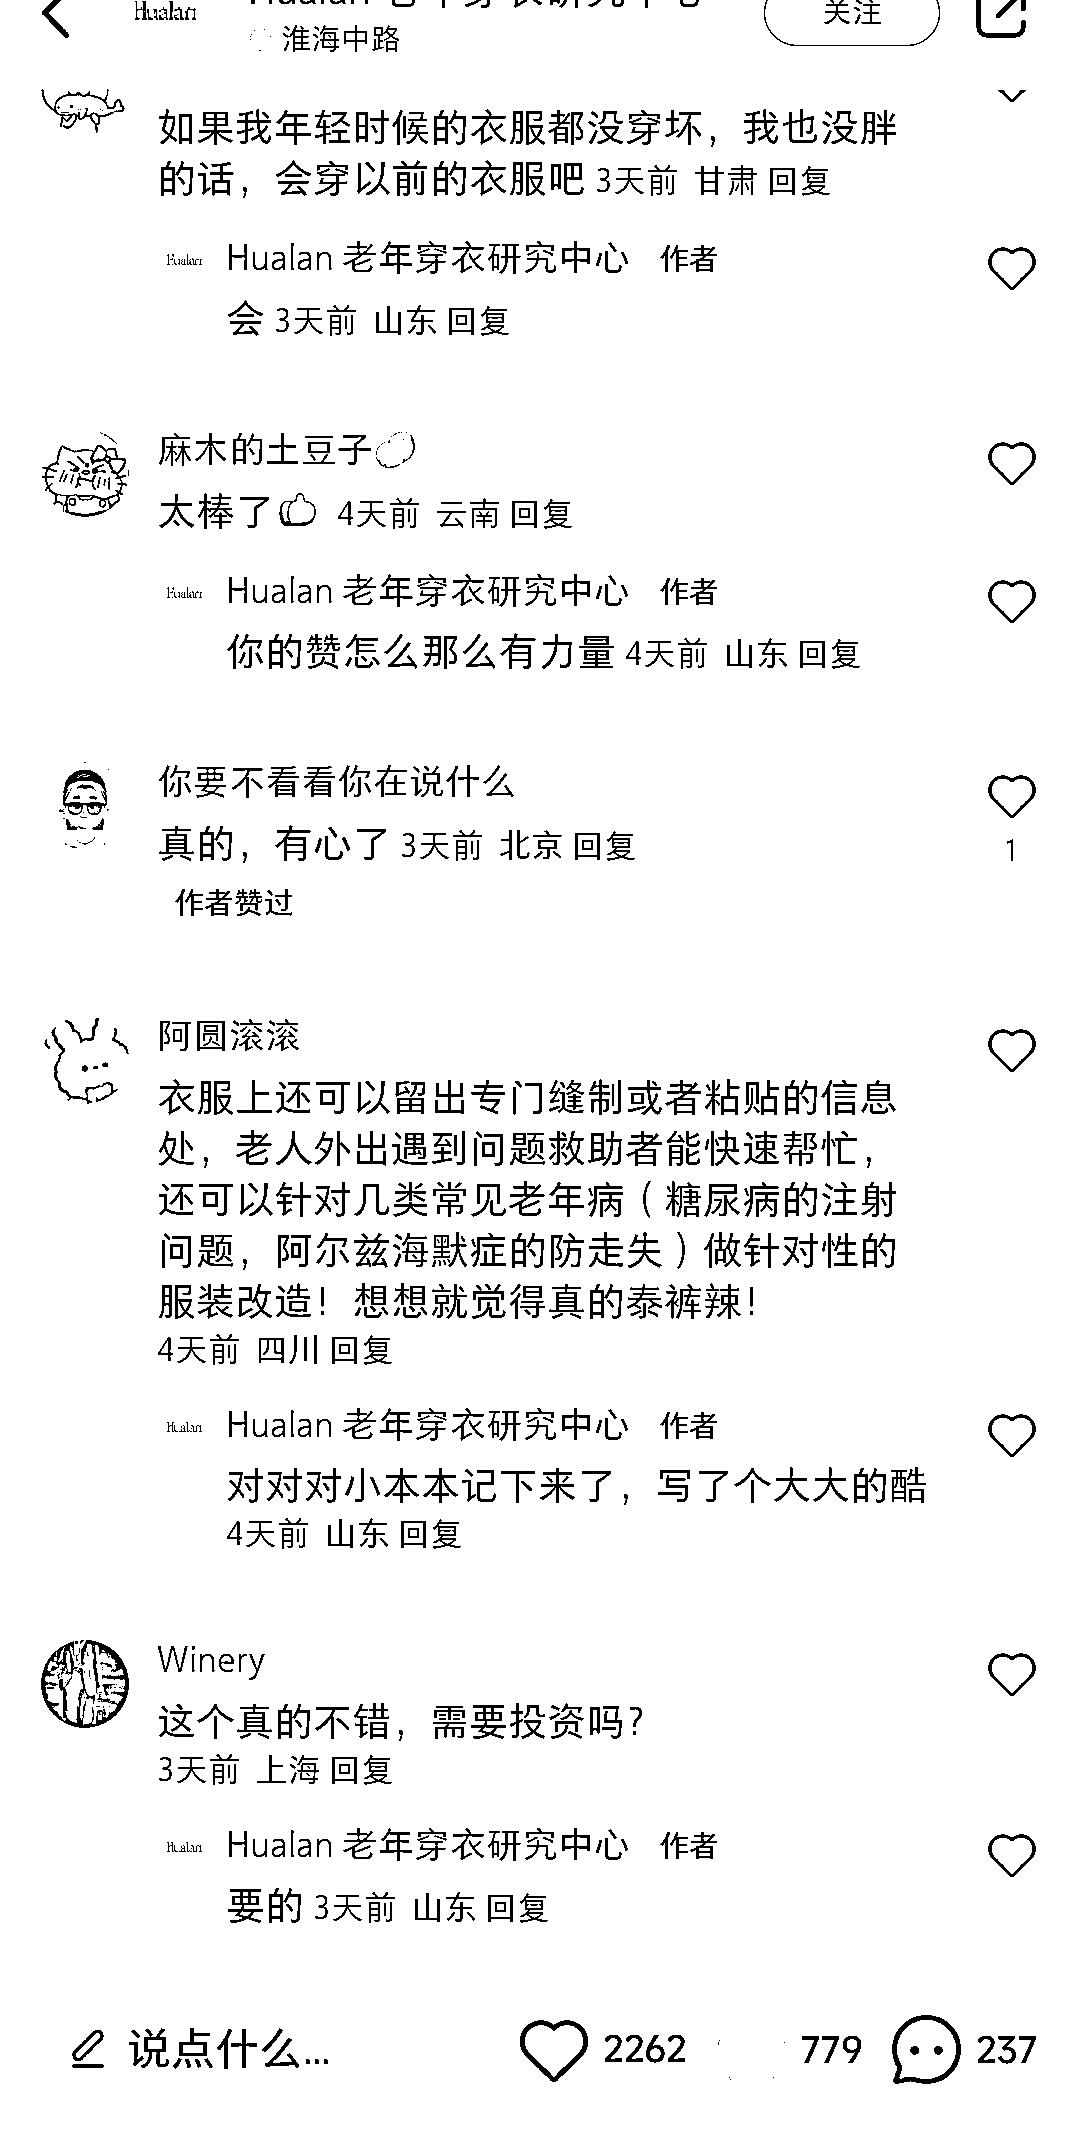 Hualan
Hualan 老年穿衣研究中心
关注
淮海中路
如果我年轻时候的衣服都没穿坏，我也没胖
的话，会穿以前的衣服吧 3天前 甘肃 回复
Hualan
Hualan 老年穿衣研究中心 作者
会 3天前 山东 回复
麻木的土豆子
太棒了 4天前 云南 回复
Hualan
Hualan 老年穿衣研究中心 作者
你的赞怎么那么有力量 4天前 山东 回复
你要不看看你在说什么
真的，有心了 3天前 北京 回复
1
作者赞过
阿圆滚滚
衣服上还可以留出专门缝制或者粘贴的信息
处，老人外出遇到问题救助者能快速帮忙，
还可以针对几类常见老年病（糖尿病的注射
问题，阿尔兹海默症的防走失）做针对性的
服装改造！想想就觉得真的泰裤辣！
4天前 四川 回复
Hualan
Hualan 老年穿衣研究中心 作者
对对对小本本记下来了，写了个大大的酷
4天前 山东 回复
Winery
这个真的不错，需要投资吗？
3天前 上海 回复
Hualan
Hualan 老年穿衣研究中心 作者
要的 3天前 山东 回复
说点什么... 2262 779 237